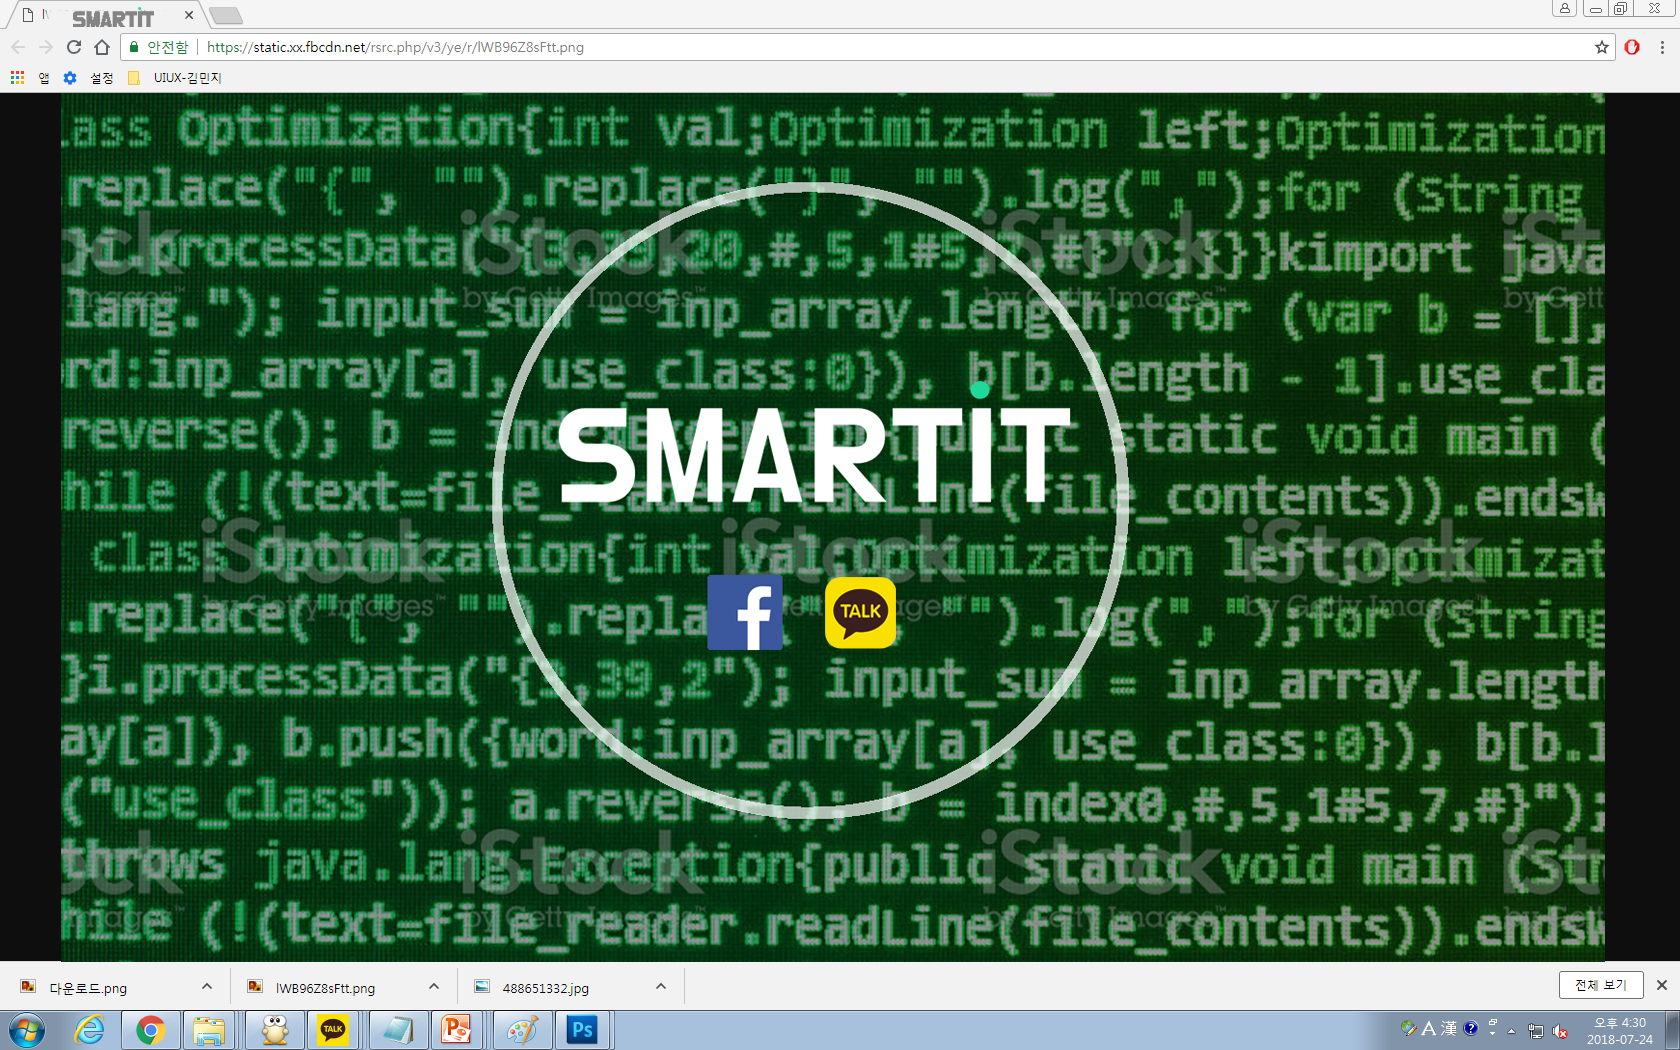 SMARTIT
안전함 https://static.xx.fbcdn.net/rsrc.php/v3/ye/r/lWB96Z8sFtt.png
앱 설정 UIUX-김민지
lass Optimization{int val;Optimization left;Optimization
replace("{", "").replace("}", "").log(" , ");for (string
}i.processData("{3,39,20,#,5,1#5,7,#}");}}}kimport java
lang."); input_sum = inp_array.length; for (var b = [],
rd:inp_array[a], use_class:0}), b[b.length - 1].use_cla
reverse(); b = indexException{public static void main (
hile (!(text=file_reader.readLine(file_contents)).endsw
class Optimization{int val;Optimization left;Optimizat
.replace("{", "").replace(" "").log(" , ");for (string
}i.processData("{3,39,2"); input_sum = inp_array.length
ay[a]), b.push({word:inp_array[a], use_class:0}), b[b.l
("use_class")); a.reverse(); b = index0,#,5,1#5,7,#}");
throws java.lang.Exception{public static void main (Str
hile (!(text=file_reader.readLine(file_contents)).endsw
iStock
by Getty Images™
SMARTIT
f TALK
다운로드.png lWB96Z8sFtt.png 488651332.jpg 전체 보기
TALK Ps A 漢 오후 4:30
2018-07-24